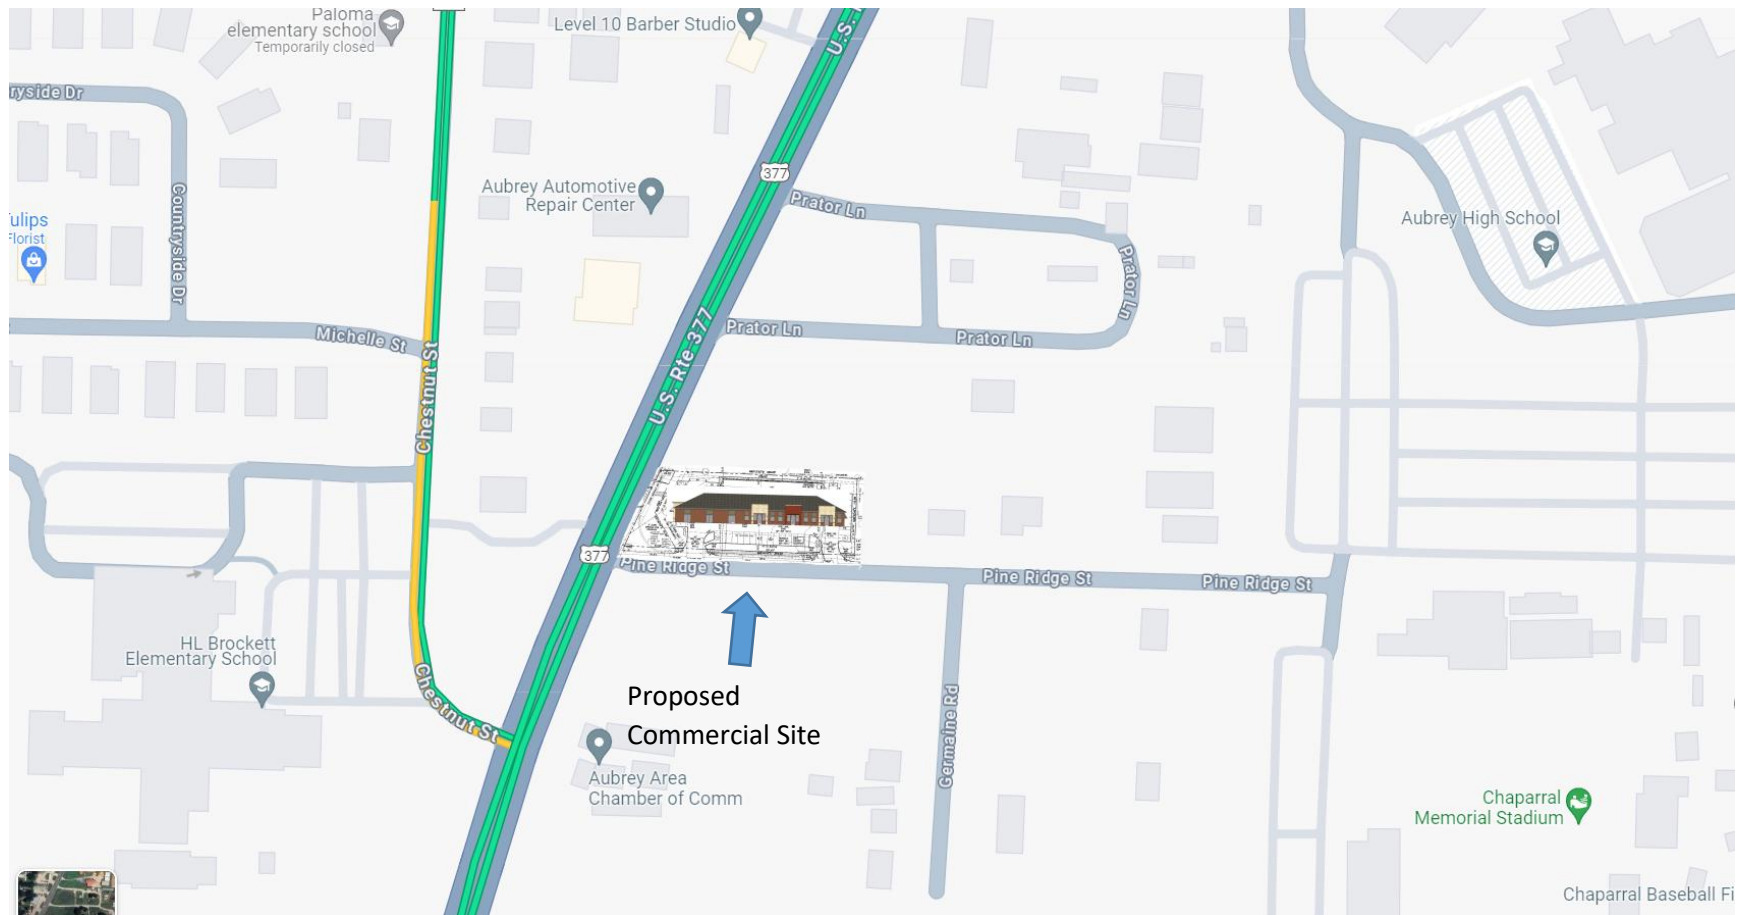 Paloma
elementary school
Temporarily closed
Level 10 Barber Studio
U.S.
ryside Dr
377
Aubrey Automotive
Repair Center
Prator Ln
Countryside Dr
ulips
Florist
Aubrey High School
Prator Ln
Michelle St
Prator Ln
Prator Ln
U.S. Rte 377
Chestnut St
377
Pine Ridge St
Pine Ridge St
Pine Ridge St
HL Brockett
Elementary School
Chestnut St
Proposed
Commercial Site
Germaine Rd
Aubrey Area
Chamber of Comm
Chaparral
Memorial Stadium
Chaparral Baseball Fi